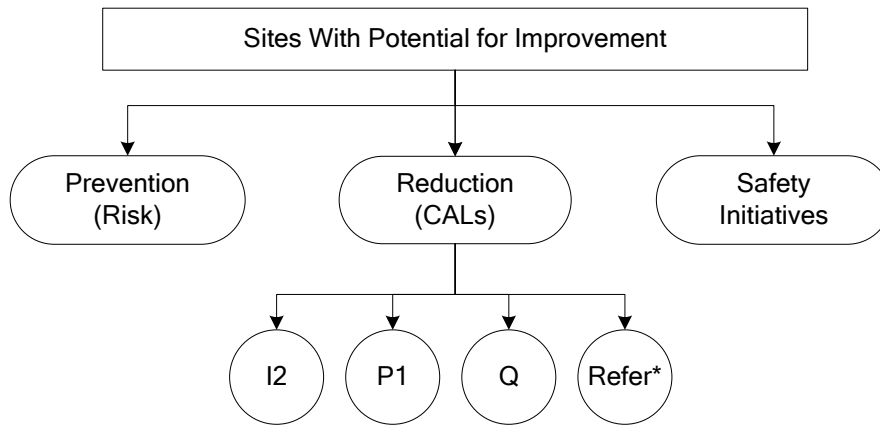 Sites With Potential for Improvement
Prevention
(Risk)
Reduction
(CALs)
Safety
Initiatives
I2
P1
Q
Refer*